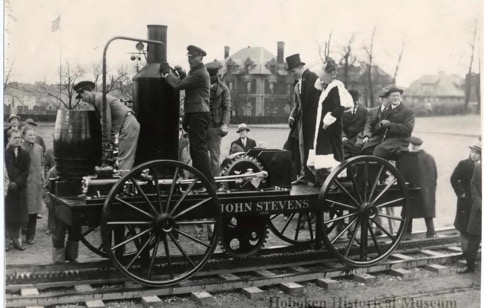 JOHN STEVENS
Hoboken Historical Museum